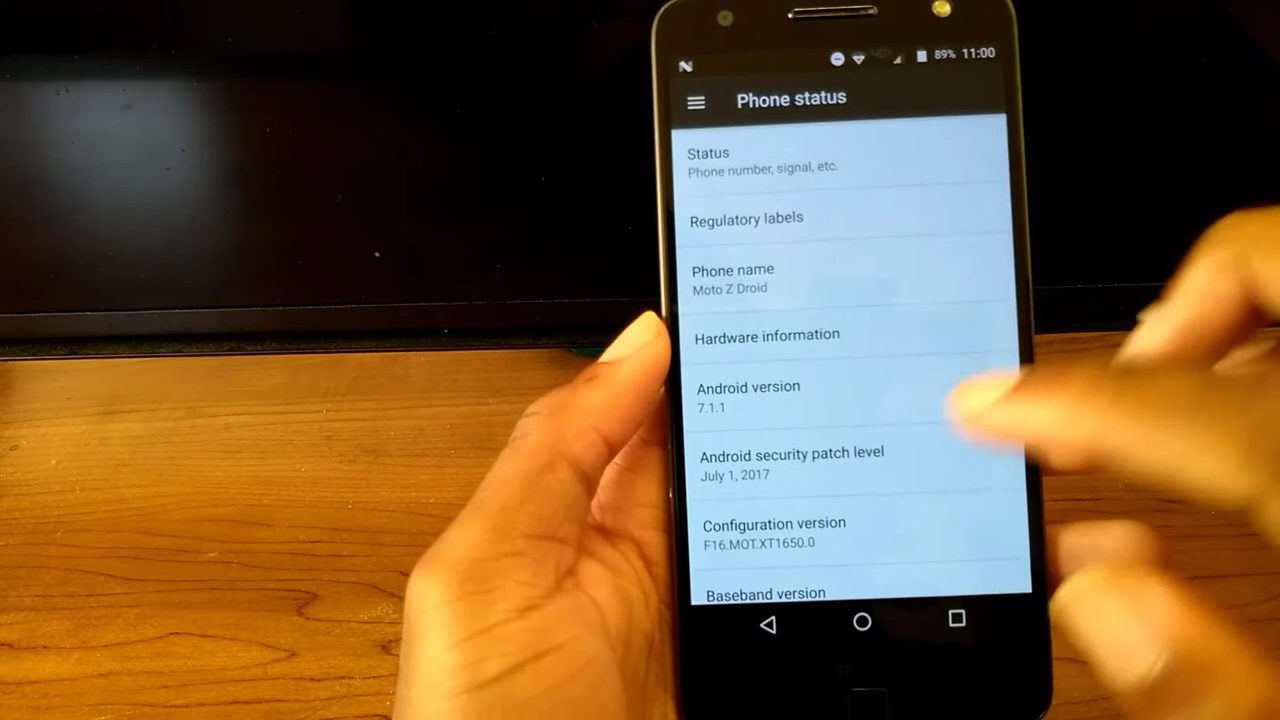 89% 11:00
Phone status
Status
Phone number, signal, etc.
Regulatory labels
Phone name
Moto Z Droid
Hardware information
Android version
7.1.1
Android security patch level
July 1, 2017
Configuration version
F16.MOT.XT1650.0
Baseband version